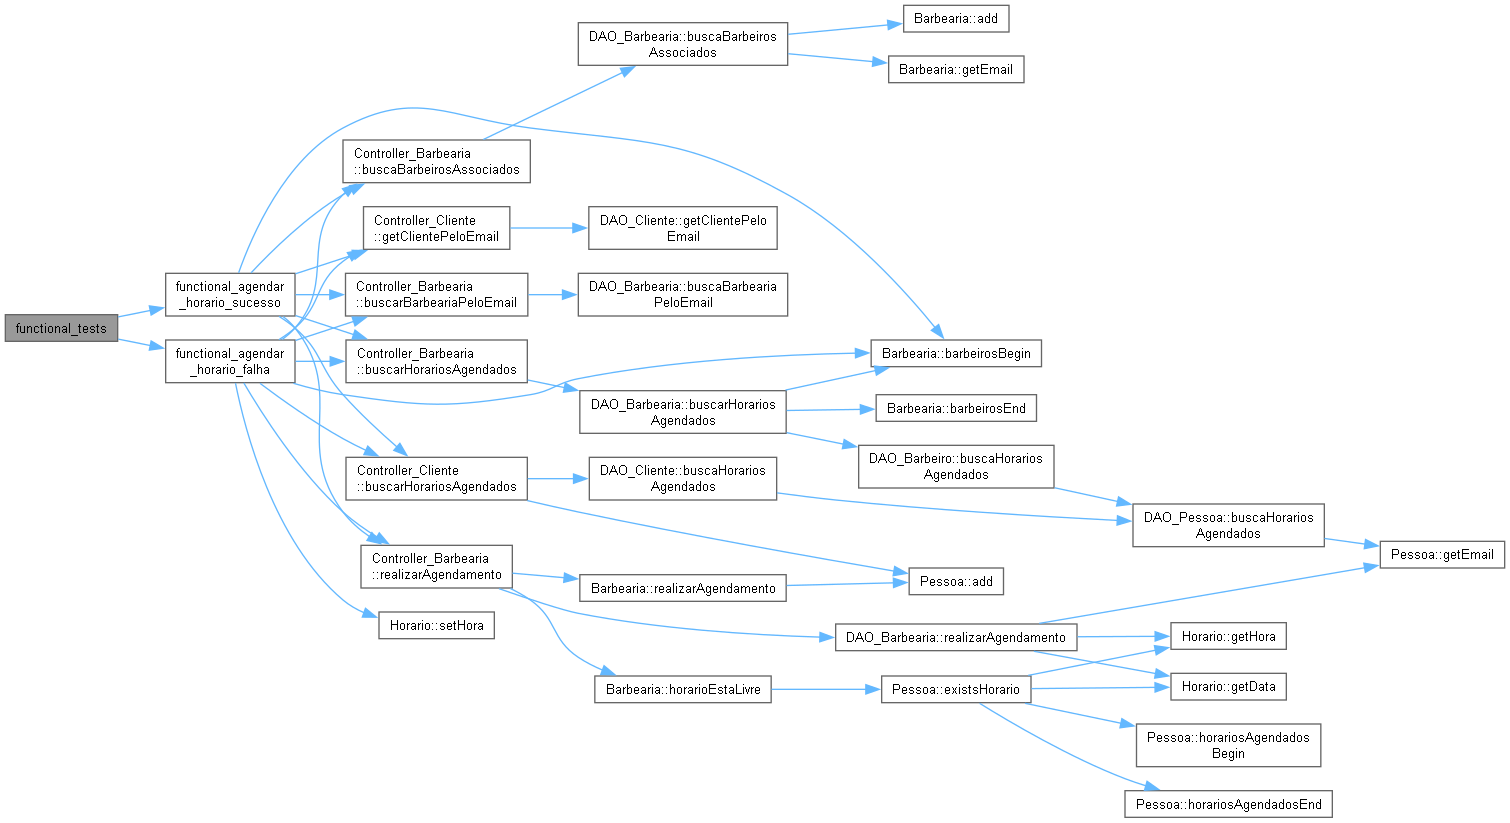 functional_tests
functional_agendar
_horario_sucesso
functional_agendar
_horario_falha
Controller_Barbearia
::buscaBarbeirosAssociados
Controller_Cliente
::getClientePeloEmail
Controller_Barbearia
::buscarBarbeariaPeloEmail
Controller_Barbearia
::buscarHorariosAgendados
Controller_Cliente
::buscarHorariosAgendados
Controller_Barbearia
::realizarAgendamento
Horario::setHora
DAO_Barbearia::buscaBarbeiros
Associados
DAO_Cliente::getClientePelo
Email
DAO_Barbearia::buscaBarbearia
PeloEmail
DAO_Barbearia::buscarHorarios
Agendados
DAO_Cliente::buscaHorarios
Agendados
Barbearia::realizarAgendamento
Barbearia::horarioEstaLivre
Barbearia::add
Barbearia::getEmail
Barbearia::barbeirosBegin
Barbearia::barbeirosEnd
DAO_Barbeiro::buscaHorarios
Agendados
Pessoa::add
DAO_Barbearia::realizarAgendamento
Pessoa::existsHorario
DAO_Pessoa::buscaHorarios
Agendados
Horario::getHora
Horario::getData
Pessoa::horariosAgendados
Begin
Pessoa::horariosAgendadosEnd
Pessoa::getEmail